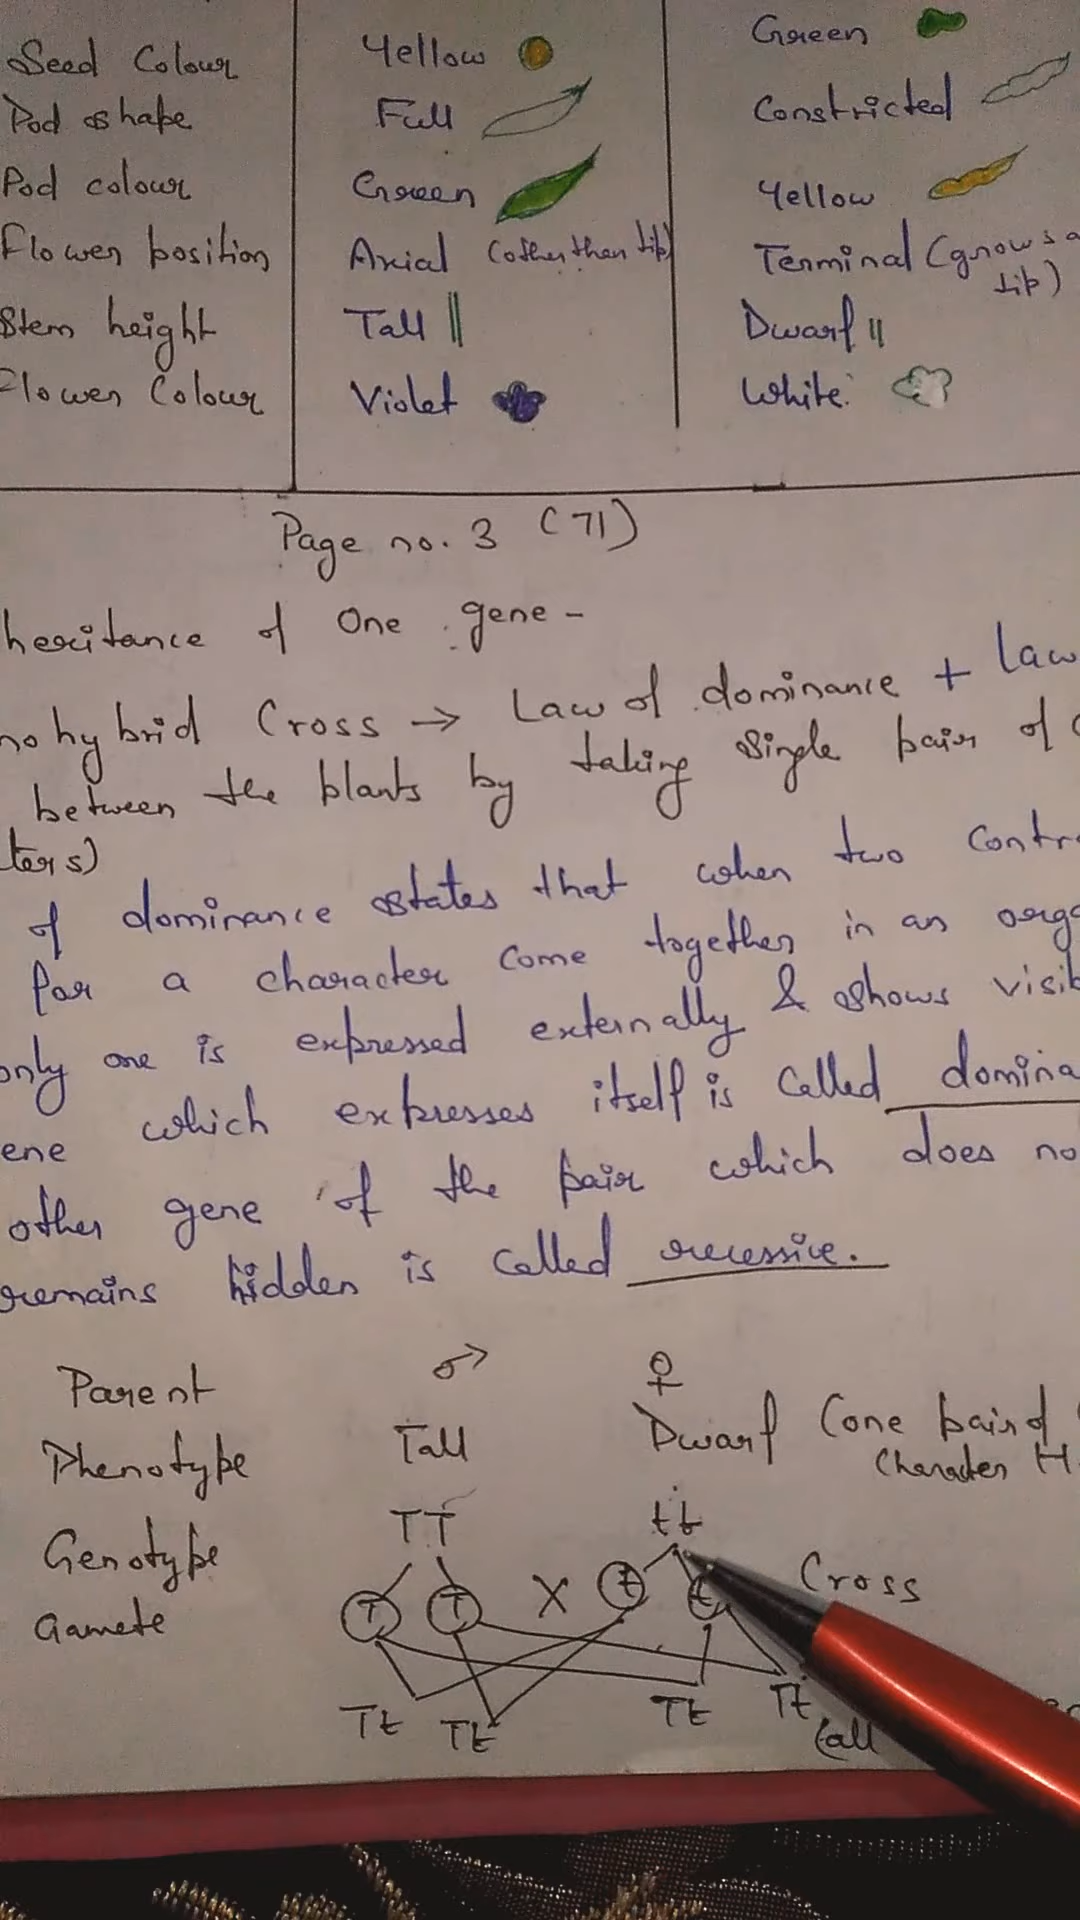 Seed Colour Yellow Green
Pod shape Full Constricted
Pod colour Green Yellow
Flower position Axial (other than tip) Terminal (grows a
tip)
Stem height Tall Dwarf
Flower Colour Violet White
Page no. 3 (71)
heritance of One gene -
no hybrid Cross → Law of dominance + law
between the plants by taking single pair of
ters)
of dominance states that when two contr
for a character come together in an orga
only one is expressed externally & shows visib
ene which expresses itself is called domina
other gene of the pair which does no
remains hidden is called recessive.
Parent ♂ ♀
Phenotype Tall Dwarf (one pair of
Character H
Genotype TT tt
Gamete T T X t t Cross
Tt Tt Tt Tt
(all